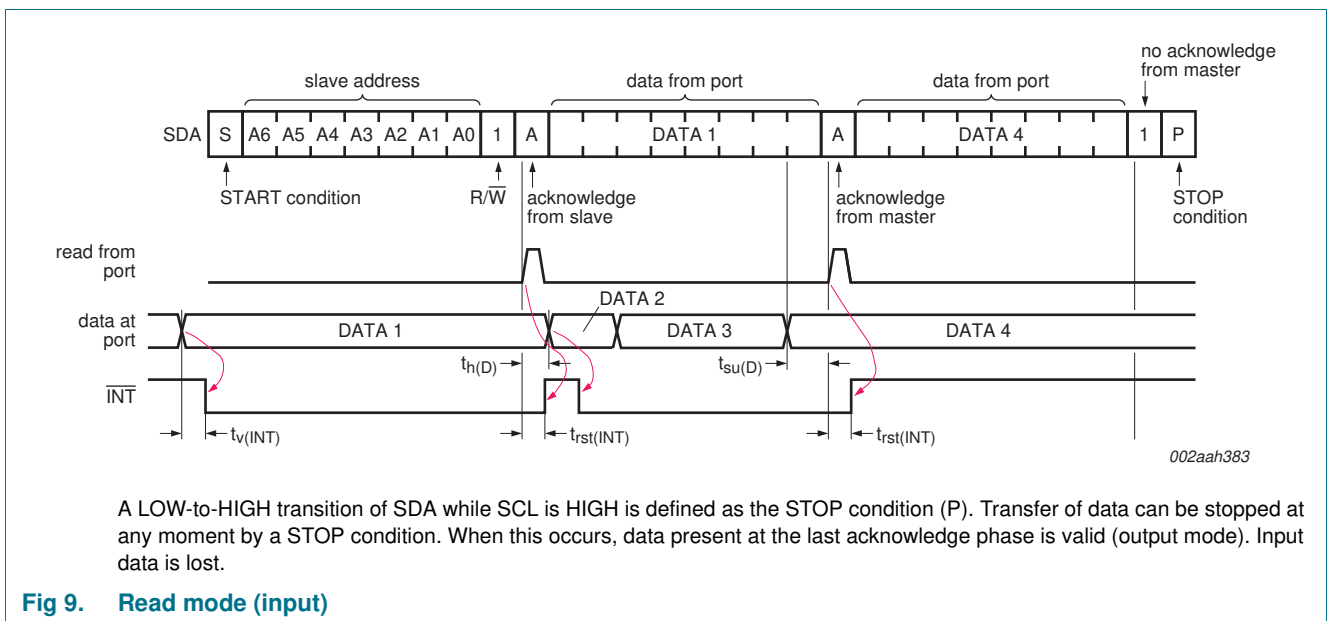 no acknowledge
from master
slave address
data from port
data from port
SDA S A6 A5 A4 A3 A2 A1 A0 1 A DATA 1 A DATA 4 1 P
START condition
R/W̅
acknowledge
from slave
acknowledge
from master
STOP
condition
read from
port
DATA 2
data at
port
DATA 1
DATA 3
DATA 4
th(D)
tsu(D)
I̅N̅T̅
tv(INT)
trst(INT)
trst(INT)
002aah383
A LOW-to-HIGH transition of SDA while SCL is HIGH is defined as the STOP condition (P). Transfer of data can be stopped at
any moment by a STOP condition. When this occurs, data present at the last acknowledge phase is valid (output mode). Input
data is lost.
Fig 9. Read mode (input)